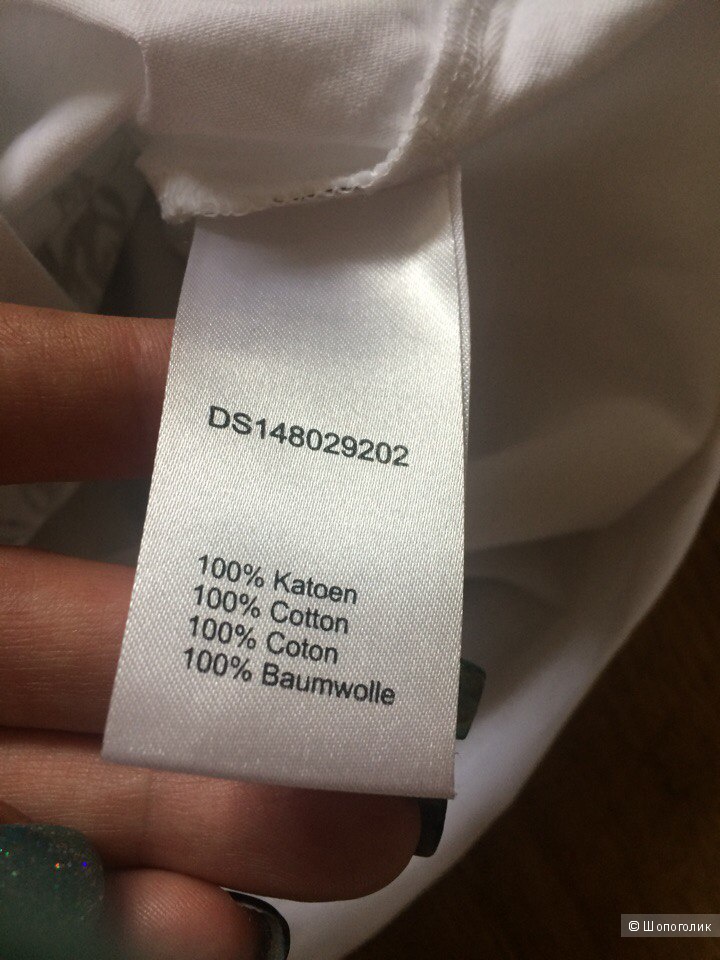 DS148029202
100% Katoen
100% Cotton
100% Coton
100% Baumwolle
© Шопоголик